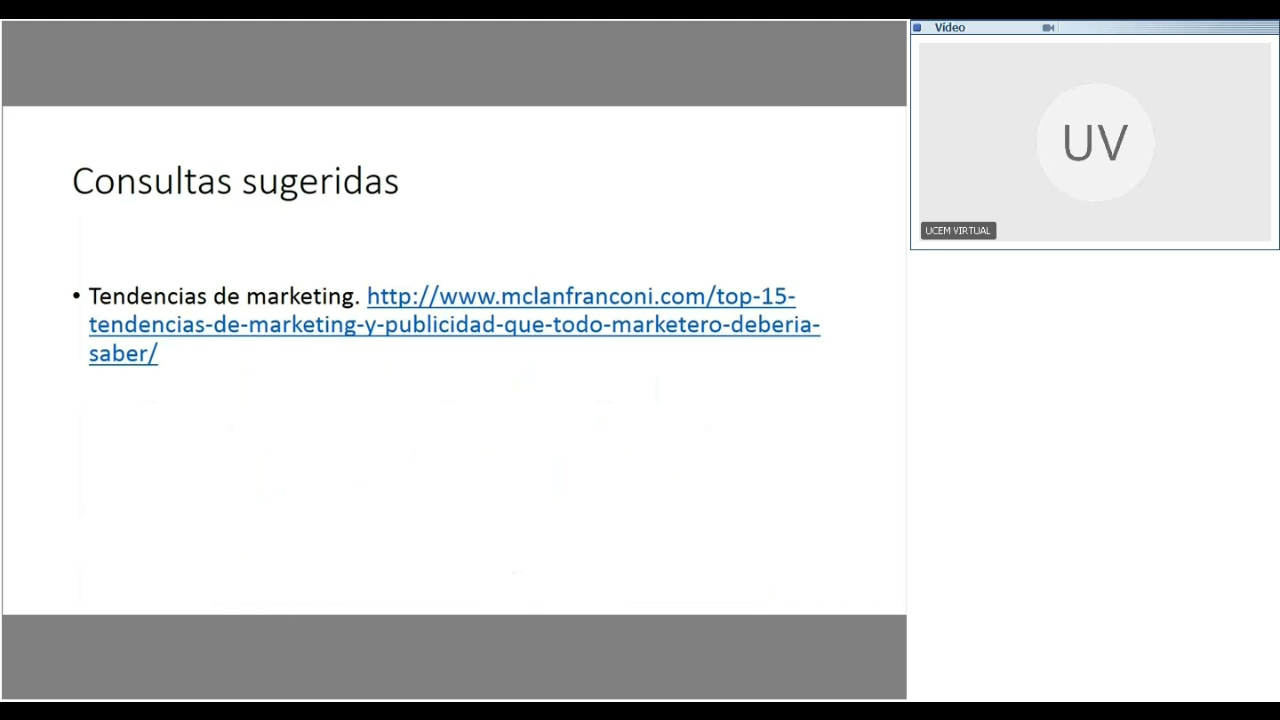 Consultas sugeridas
• Tendencias de marketing. http://www.mclanfranconi.com/top-15-
tendencias-de-marketing-y-publicidad-que-todo-marketero-deberia-
saber/
Vídeo
UV
UCEM VIRTUAL